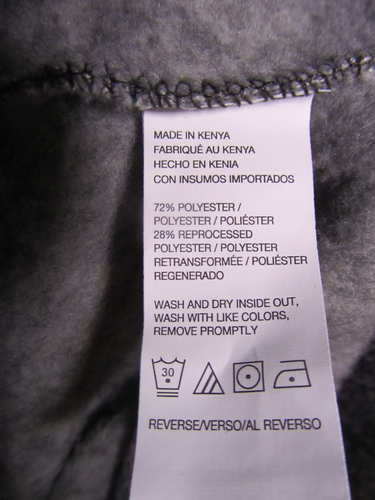 MADE IN KENYA
FABRIQUÉ AU KENYA
HECHO EN KENIA
CON INSUMOS IMPORTADOS
72% POLYESTER /
POLYESTER / POLIÉSTER
28% REPROCESSED
POLYESTER / POLYESTER
RETRANSFORMÉE / POLIÉSTER
REGENERADO
WASH AND DRY INSIDE OUT,
WASH WITH LIKE COLORS,
REMOVE PROMPTLY
30
REVERSE/VERSO/AL REVERSO